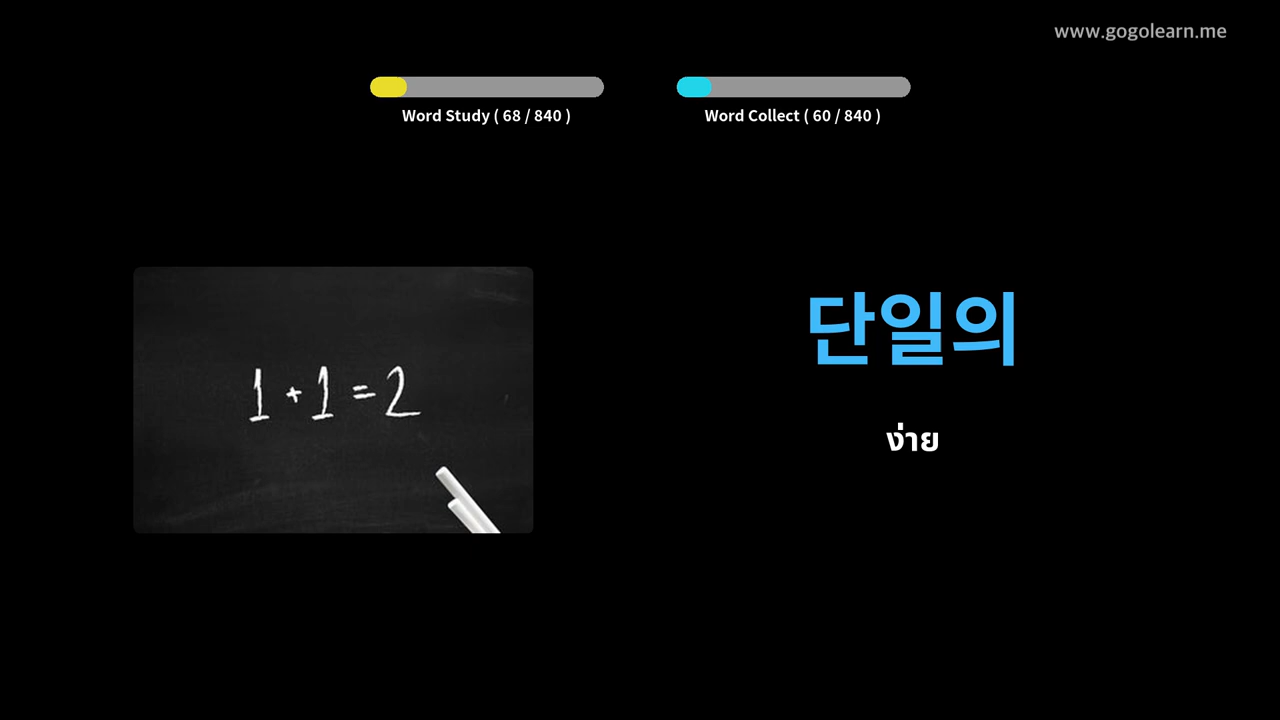 www.gogolearn.me
Word Study ( 68 / 840 )
Word Collect ( 60 / 840 )
1 + 1 = 2
단일의
ง่าย